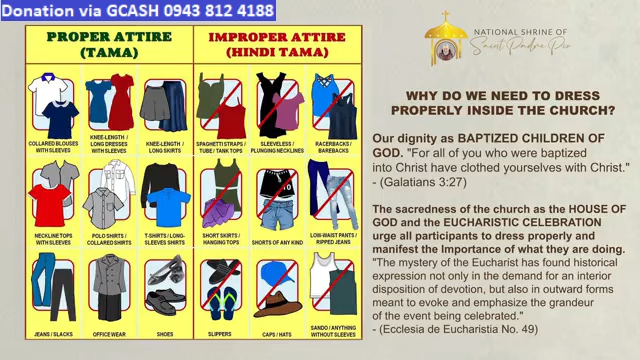 Donation via GCASH 0943 812 4188
PROPER ATTIRE
(TAMA)
IMPROPER ATTIRE
(HINDI TAMA)
COLLARED BLOUSES
WITH SLEEVES
KNEE-LENGTH /
LONG DRESSES
WITH SLEEVES
KNEE-LENGTH /
LONG SKIRTS
SPAGHETTI STRAPS /
TUBE / TANK TOPS
SLEEVELESS /
PLUNGING NECKLINES
RACERBACKS /
BAREBACKS
NECKLINE TOPS
WITH SLEEVES
POLO SHIRTS /
COLLARED SHIRTS
T-SHIRTS / LONG-
SLEEVES SHIRTS
SHORT SKIRTS /
HANGING TOPS
SHORTS OF ANY KIND
LOW-WAIST PANTS /
RIPPED JEANS
JEANS / SLACKS
OFFICE WEAR
SHOES
SLIPPERS
CAPS / HATS
SANDO / ANYTHING
WITHOUT SLEEVES
NATIONAL SHRINE OF
Saint Padre Pio
WHY DO WE NEED TO DRESS
PROPERLY INSIDE THE CHURCH?
Our dignity as BAPTIZED CHILDREN OF
GOD. "For all of you who were baptized
into Christ have clothed yourselves with Christ."
- (Galatians 3:27)
The sacredness of the church as the HOUSE OF
GOD and the EUCHARISTIC CELEBRATION
urge all participants to dress properly and
manifest the Importance of what they are doing.
"The mystery of the Eucharist has found historical
expression not only in the demand for an interior
disposition of devotion, but also in outward forms
meant to evoke and emphasize the grandeur
of the event being celebrated."
- (Ecclesia de Eucharistia No. 49)